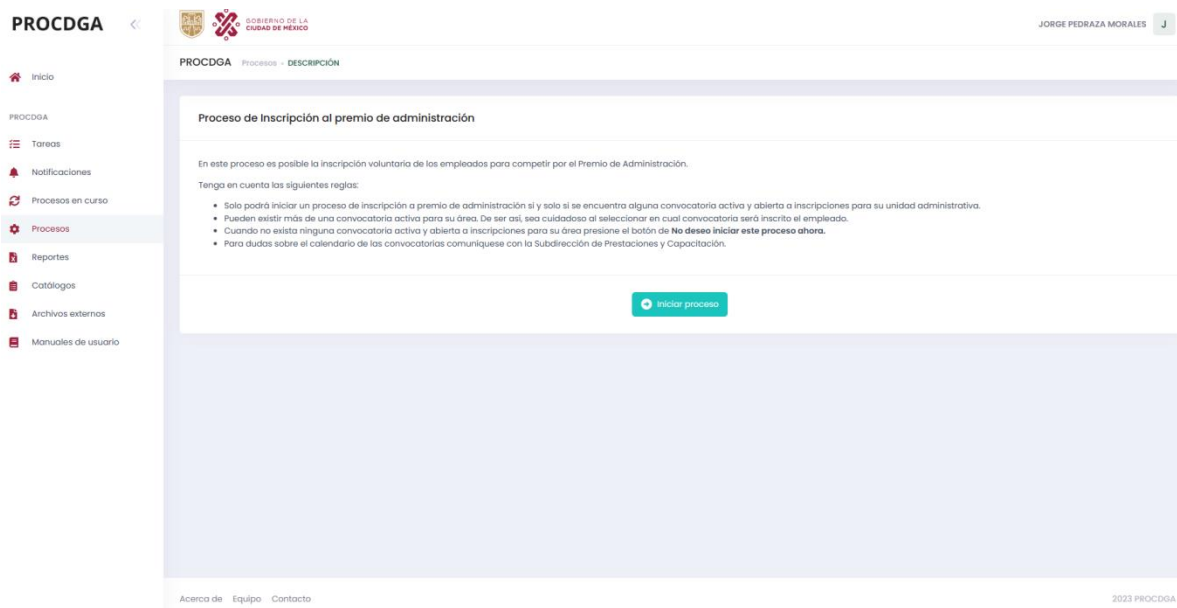 PROCDGA
GOBIERNO DE LA
CIUDAD DE MÉXICO
JORGE PEDRAZA MORALES J
PROCDGA Procesos - DESCRIPCIÓN
Inicio
PROCDGA
Tareas
Notificaciones
Procesos en curso
Procesos
Reportes
Catálogos
Archivos externos
Manuales de usuario
Proceso de Inscripción al premio de administración
En este proceso es posible la inscripción voluntaria de los empleados para competir por el Premio de Administración.
Tenga en cuenta las siguientes reglas:
• Solo podrá iniciar un proceso de inscripción a premio de administración sí y solo si se encuentra alguna convocatoria activa y abierta a inscripciones para su unidad administrativa.
• Pueden existir más de una convocatoria activa para su área. De ser así, sea cuidadoso al seleccionar en cual convocatoria será inscrito el empleado.
• Cuando no exista ninguna convocatoria activa y abierta a inscripciones para su área presione el botón de No deseo iniciar este proceso ahora.
• Para dudas sobre el calendario de las convocatorias comuníquese con la Subdirección de Prestaciones y Capacitación.
Iniciar proceso
Acerca de Equipo Contacto
2023 PROCDGA